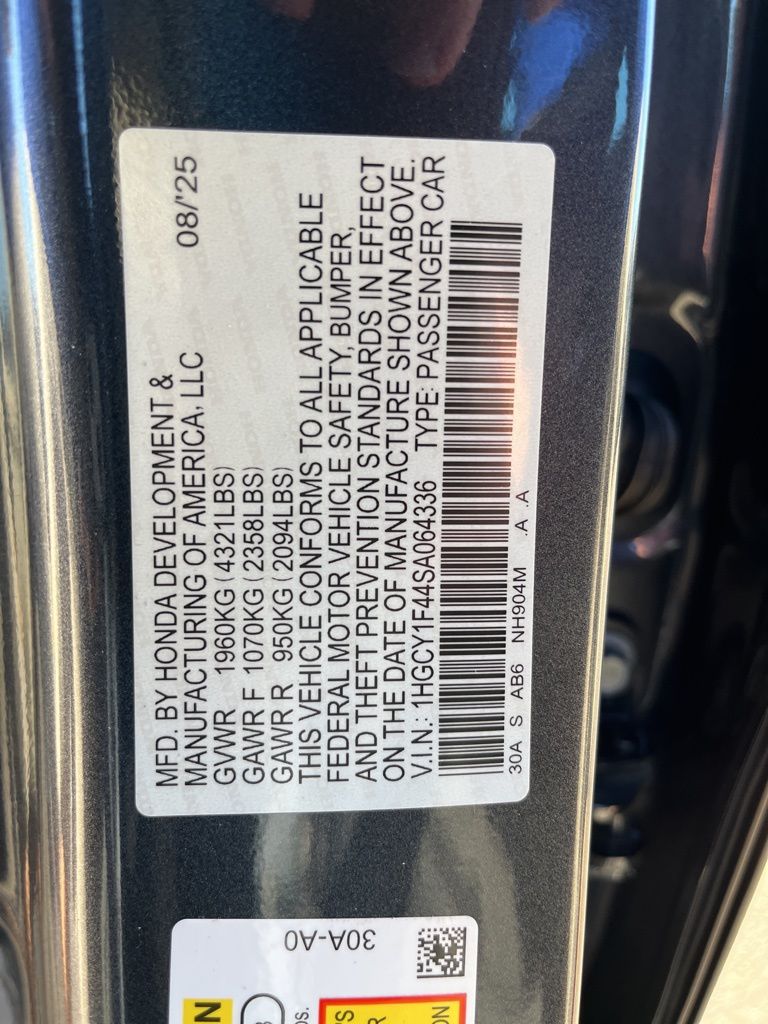 MFD. BY HONDA DEVELOPMENT & 08/'25
MANUFACTURING OF AMERICA, LLC
GVWR 1960KG (4321LBS)
GAWR F 1070KG (2358LBS)
GAWR R 950KG (2094LBS)
THIS VEHICLE CONFORMS TO ALL APPLICABLE
FEDERAL MOTOR VEHICLE SAFETY, BUMPER,
AND THEFT PREVENTION STANDARDS IN EFFECT
ON THE DATE OF MANUFACTURE SHOWN ABOVE.
V.I.N.: 1HGCY1F44SA064336 TYPE: PASSENGER CAR
30A S AB6 NH904M .A .A
30A-A0